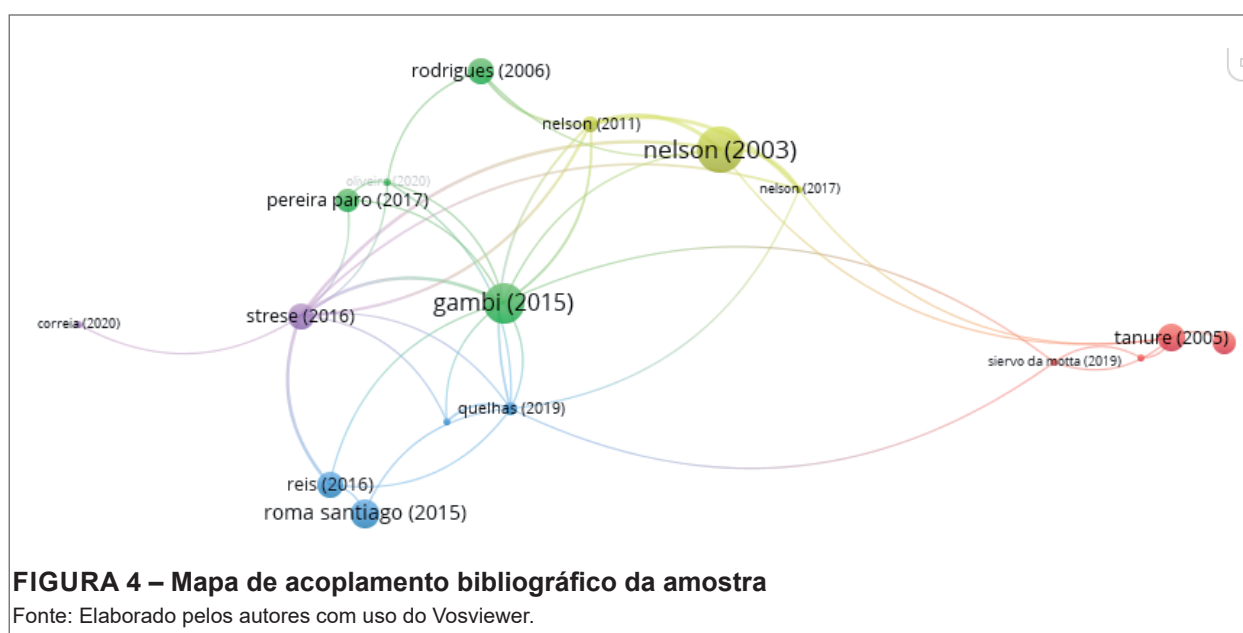 rodrigues (2006)
nelson (2011)
nelson (2003)
oliveira (2020)
nelson (2017)
pereira paro (2017)
gambi (2015)
strese (2016)
correia (2020)
tanure (2005)
siervo da motta (2019)
quelhas (2019)
reis (2016)
roma santiago (2015)
FIGURA 4 – Mapa de acoplamento bibliográfico da amostra
Fonte: Elaborado pelos autores com uso do Vosviewer.